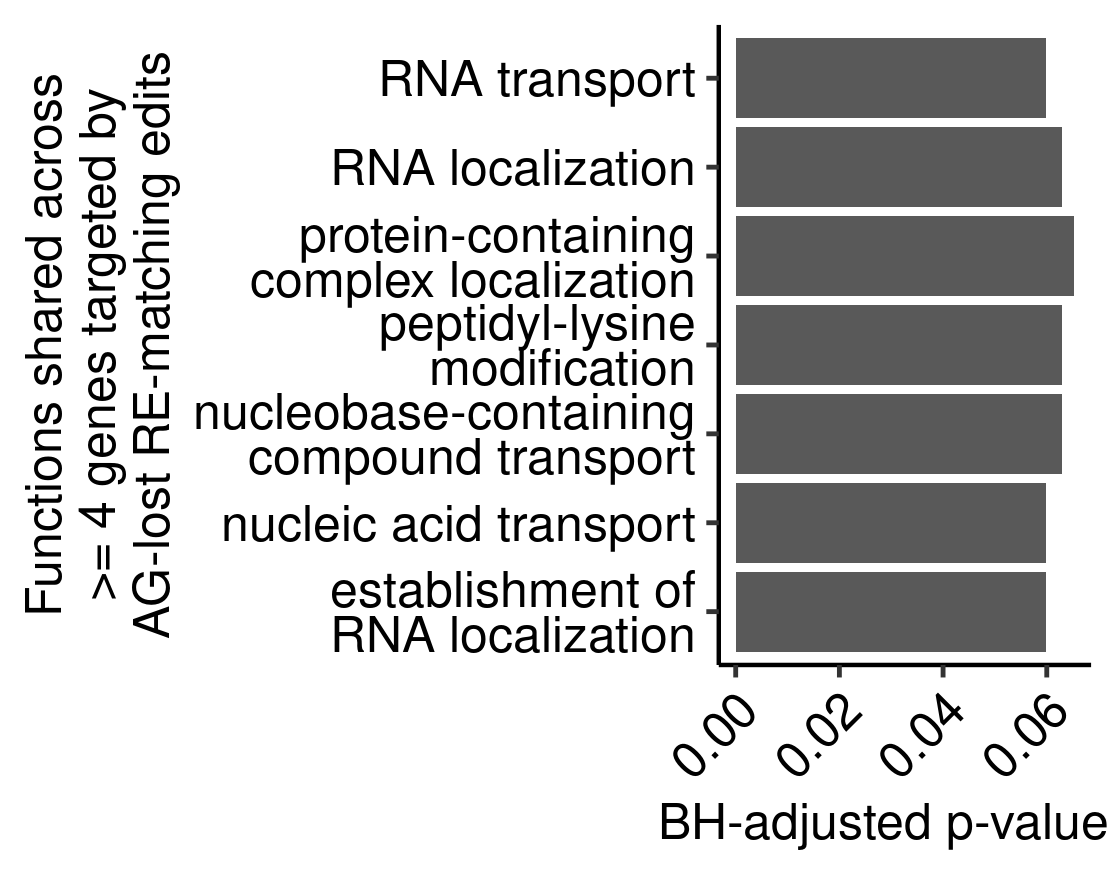 Functions shared across
>= 4 genes targeted by
AG-lost RE-matching edits
RNA transport
RNA localization
protein-containing
complex localization
peptidyl-lysine
modification
nucleobase-containing
compound transport
nucleic acid transport
establishment of
RNA localization
0.00
0.02
0.04
0.06
BH-adjusted p-value